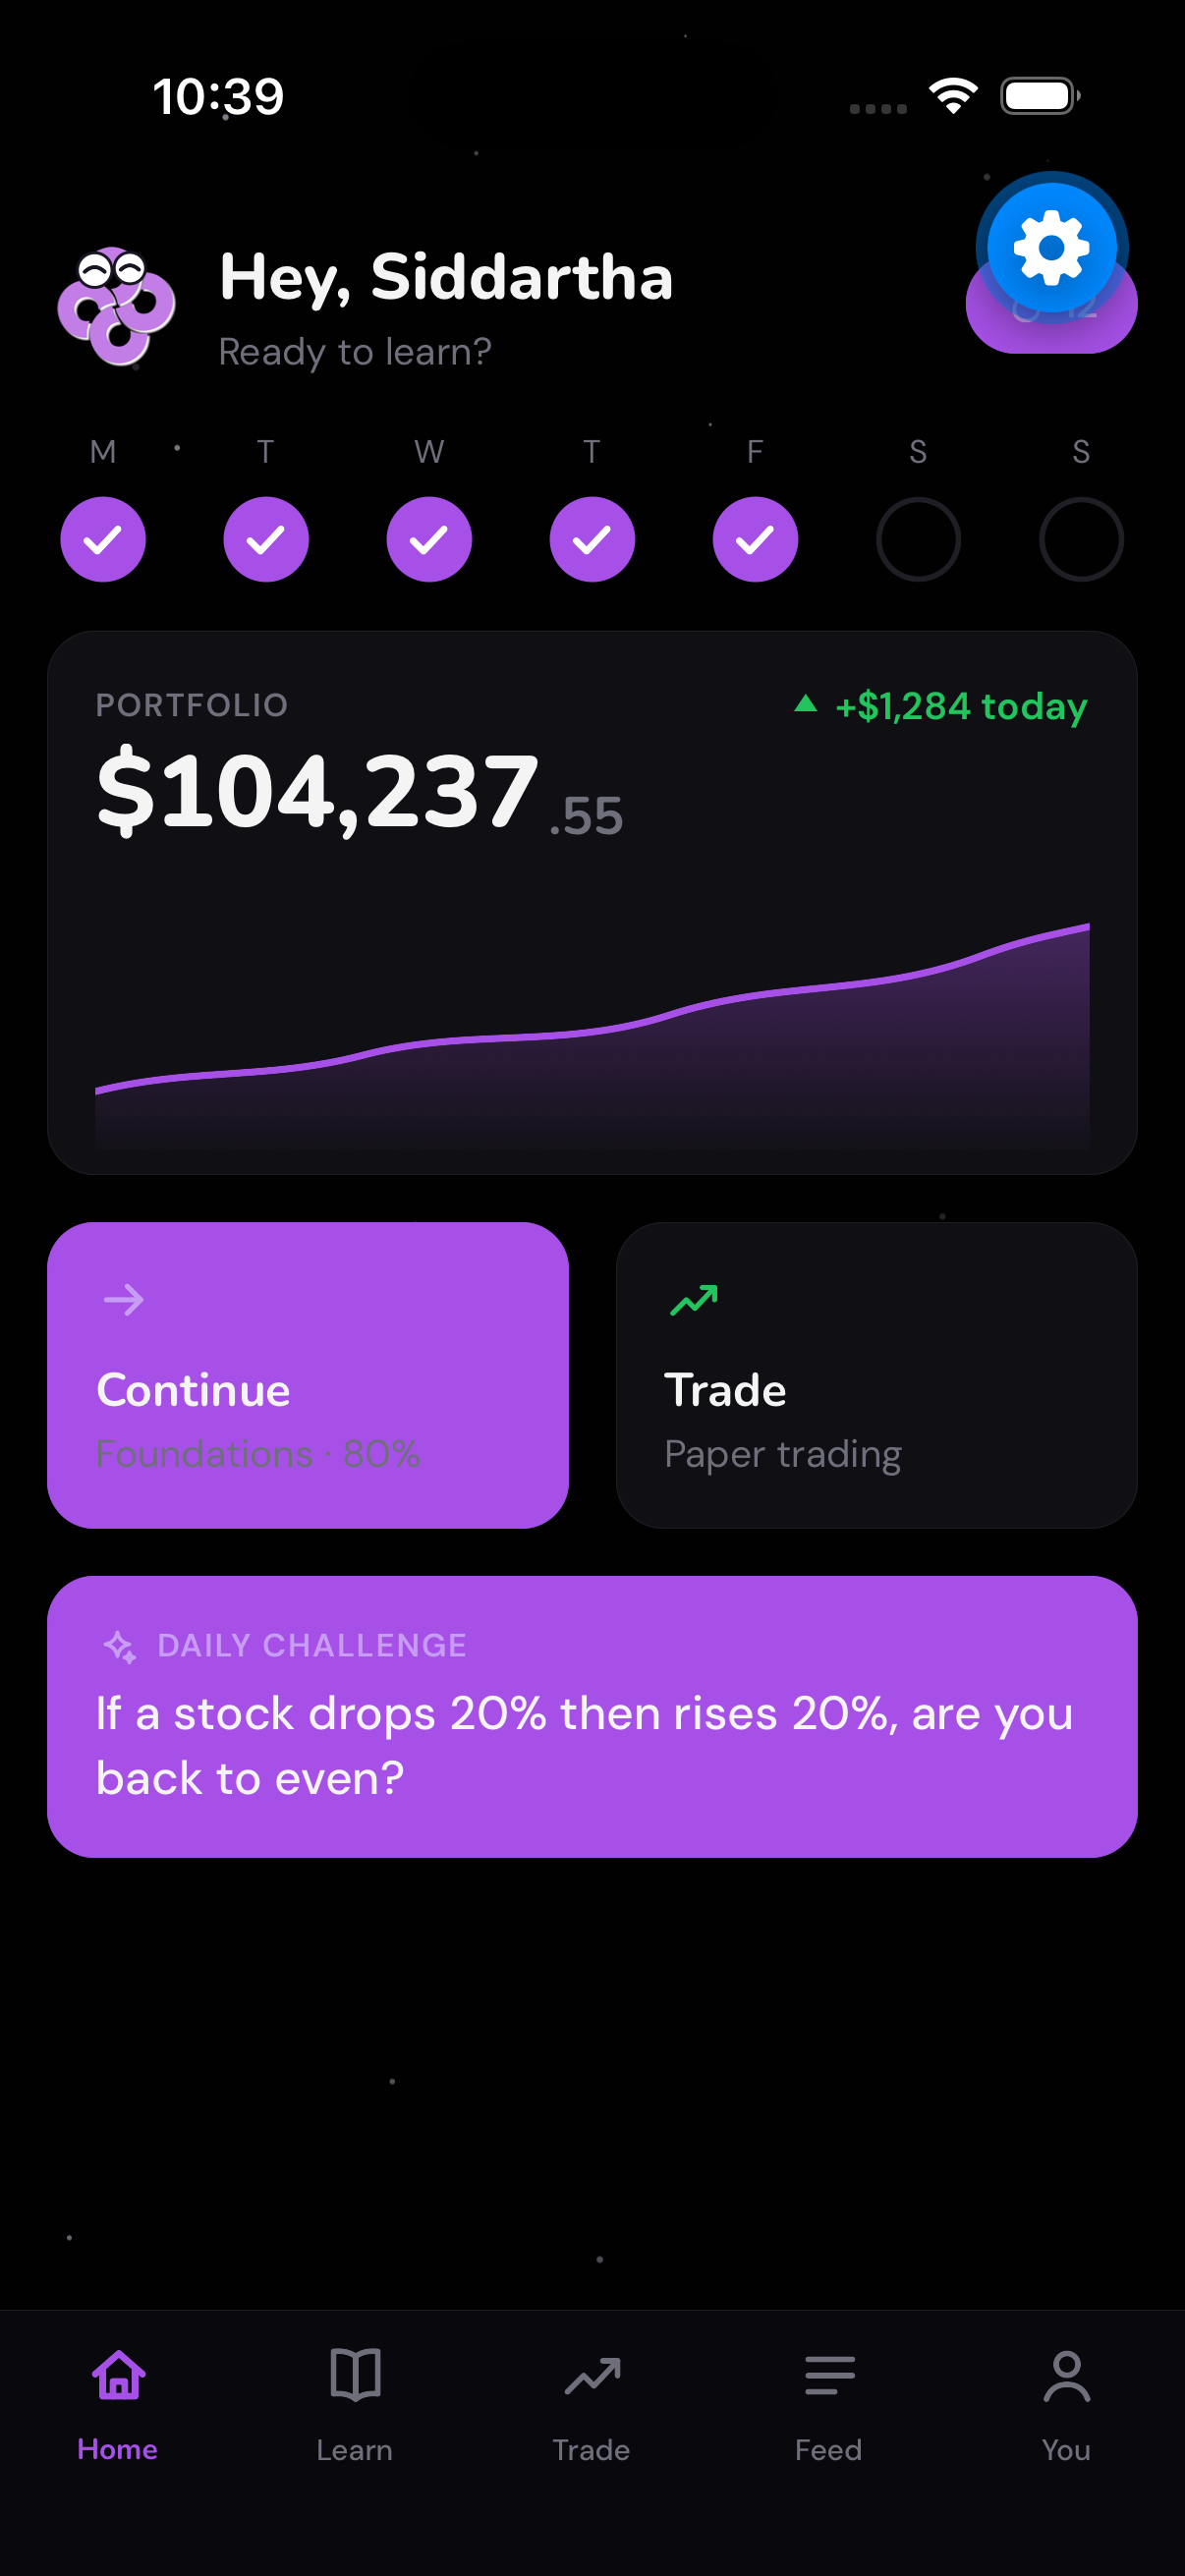 10:39
Hey, Siddartha
Ready to learn?
12
M T W T F S S
PORTFOLIO
+$1,284 today
$104,237.55
Continue
Foundations · 80%
Trade
Paper trading
DAILY CHALLENGE
If a stock drops 20% then rises 20%, are you
back to even?
Home Learn Trade Feed You